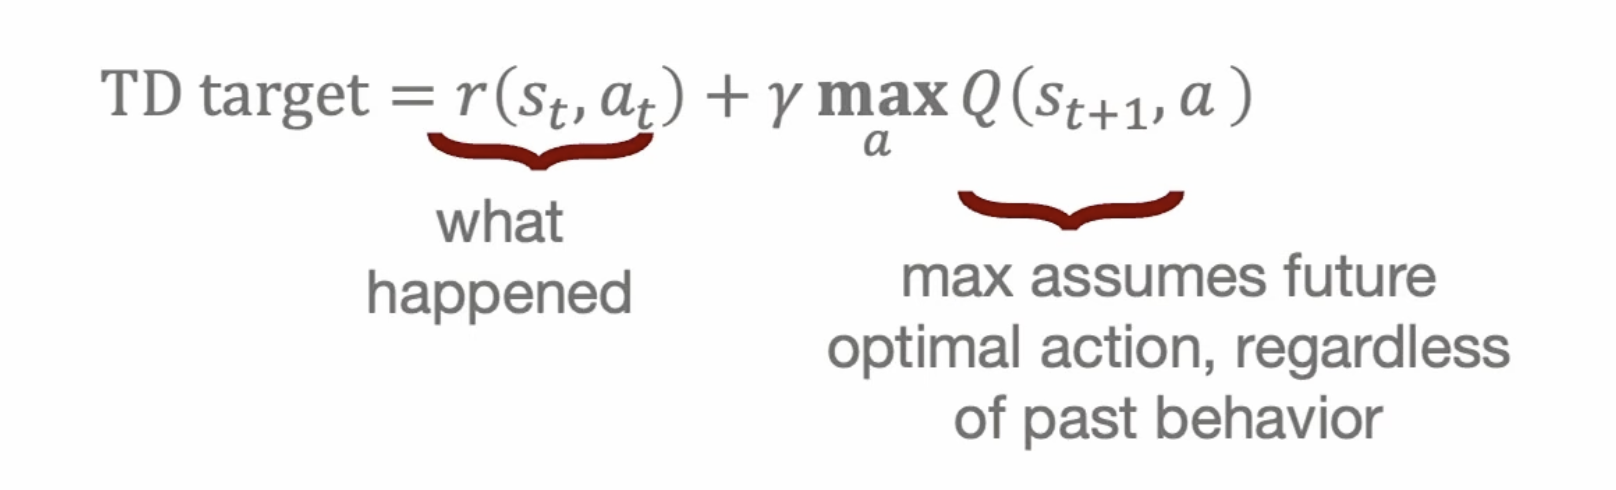 TD target = r(s_t, a_t) + γ max_a Q(s_{t+1}, a)
what
happened
max assumes future
optimal action, regardless
of past behavior